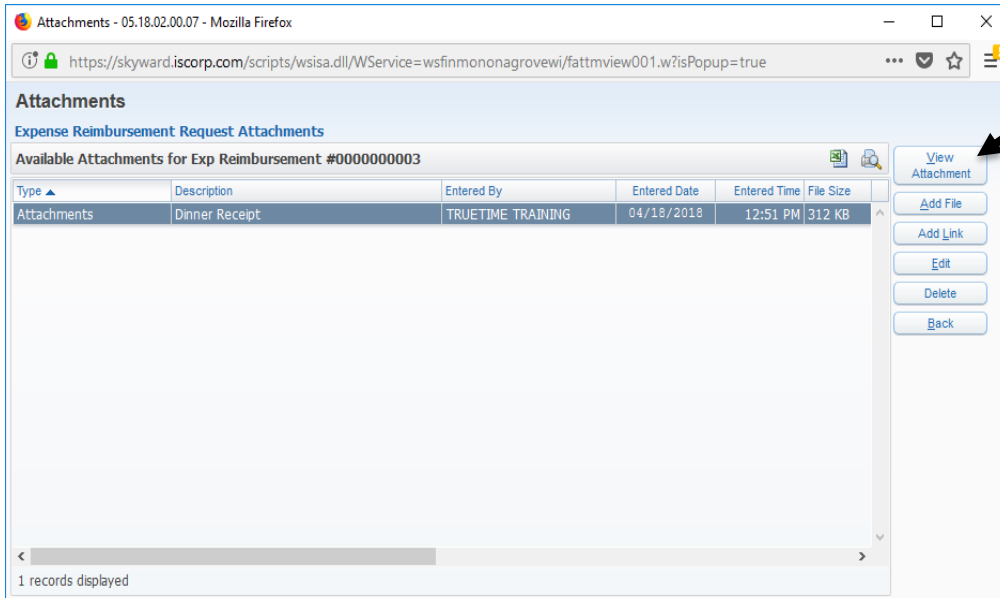 Attachments - 05.18.02.00.07 - Mozilla Firefox
https://skyward.iscorp.com/scripts/wsisa.dll/WService=wsfinmononagrovewi/fattmview001.w?isPopup=true
Attachments
Expense Reimbursement Request Attachments
Available Attachments for Exp Reimbursement #0000000003
View
Attachment
Type Description Entered By Entered Date Entered Time File Size
Attachments Dinner Receipt TRUETIME TRAINING 04/18/2018 12:51 PM 312 KB
Add File
Add Link
Edit
Delete
Back
1 records displayed